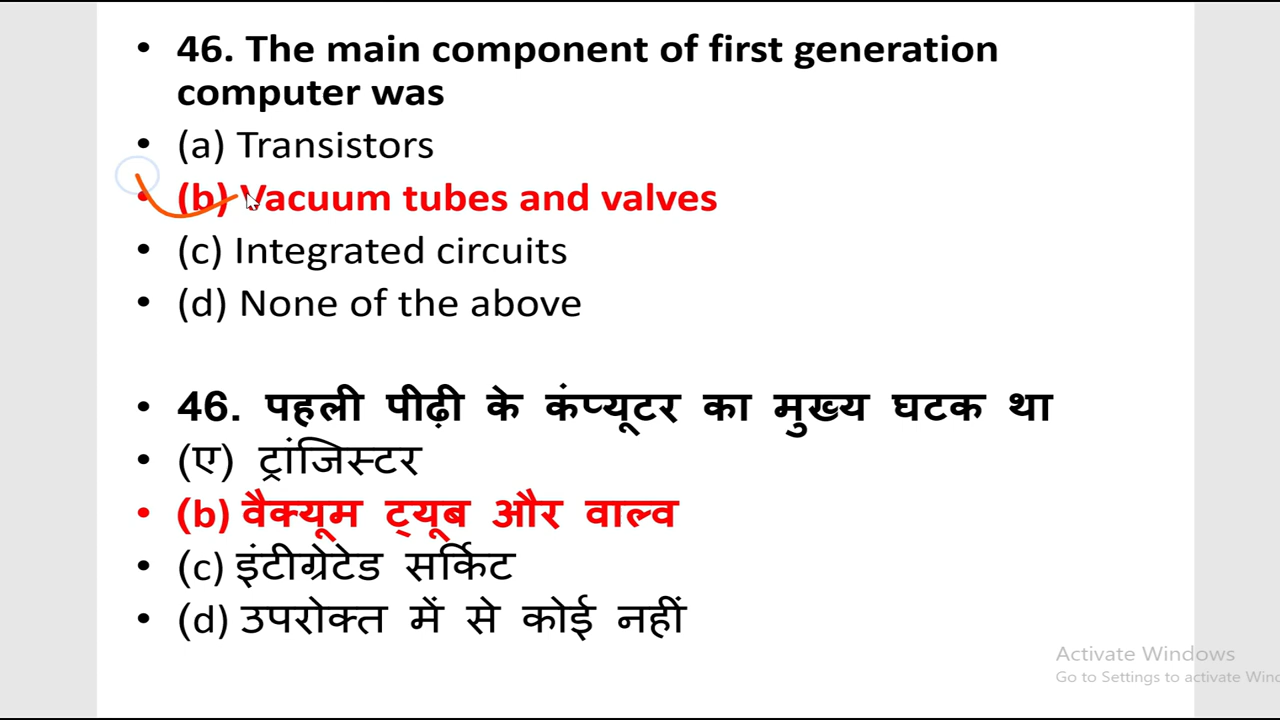 • 46. The main component of first generation
computer was
• (a) Transistors
• (b) Vacuum tubes and valves
• (c) Integrated circuits
• (d) None of the above
• 46. पहली पीढ़ी के कंप्यूटर का मुख्य घटक था
• (ए) ट्रांजिस्टर
• (b) वैक्यूम ट्यूब और वाल्व
• (c) इंटीग्रेटेड सर्किट
• (d) उपरोक्त में से कोई नहीं
Activate Windows
Go to Settings to activate Win